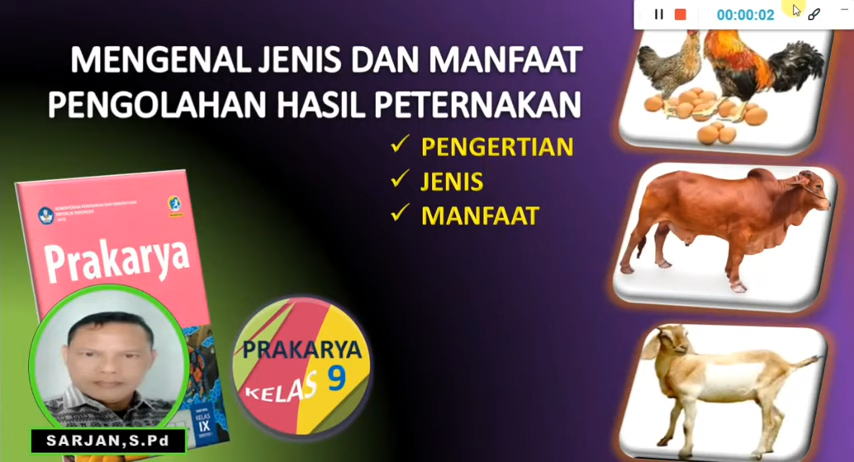 00:00:02
MENGENAL JENIS DAN MANFAAT
PENGOLAHAN HASIL PETERNAKAN
✓ PENGERTIAN
✓ JENIS
✓ MANFAAT
Prakarya
PRAKARYA
KELAS 9
KELAS
IX
SARJAN,S.Pd